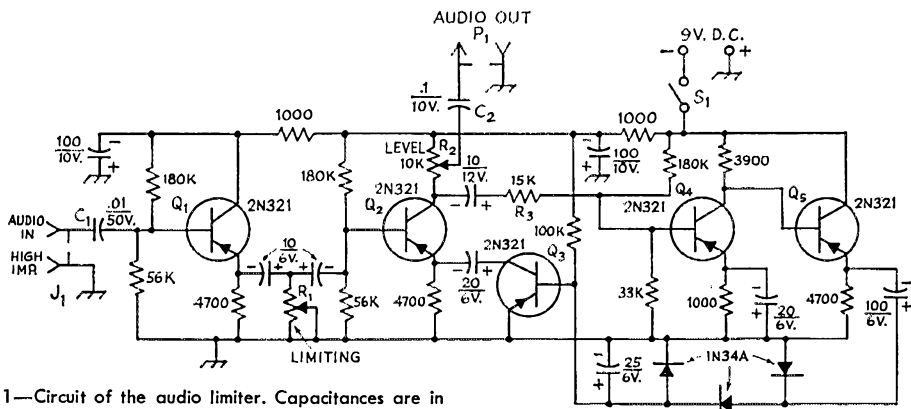 AUDIO OUT
P1
9V. D.C.
- +
S1
.1
10V.
C2
1000
1000
100
10V.
- +
180K
Q1
2N321
AUDIO IN
C1
.01
50V.
HIGH IMP.
J1
56K
4700
10
6V.
R1
LIMITING
180K
LEVEL
10K
R2
Q2
2N321
56K
4700
10
12V.
15K
R3
20
6V.
2N321
Q3
100K
100
10V.
180K
3900
Q4
2N321
33K
1000
20
6V.
Q5
2N321
4700
100
6V.
25
6V.
1N34A
1—Circuit of the audio limiter. Capacitances are in